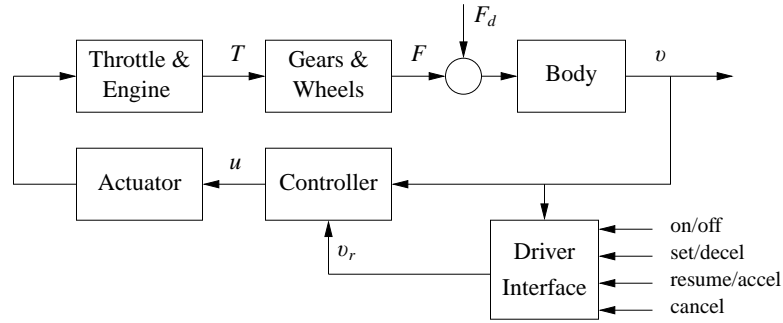 F_d
Throttle &
Engine
T
Gears &
Wheels
F
Body
v
Actuator
u
Controller
v_r
Driver
Interface
on/off
set/decel
resume/accel
cancel